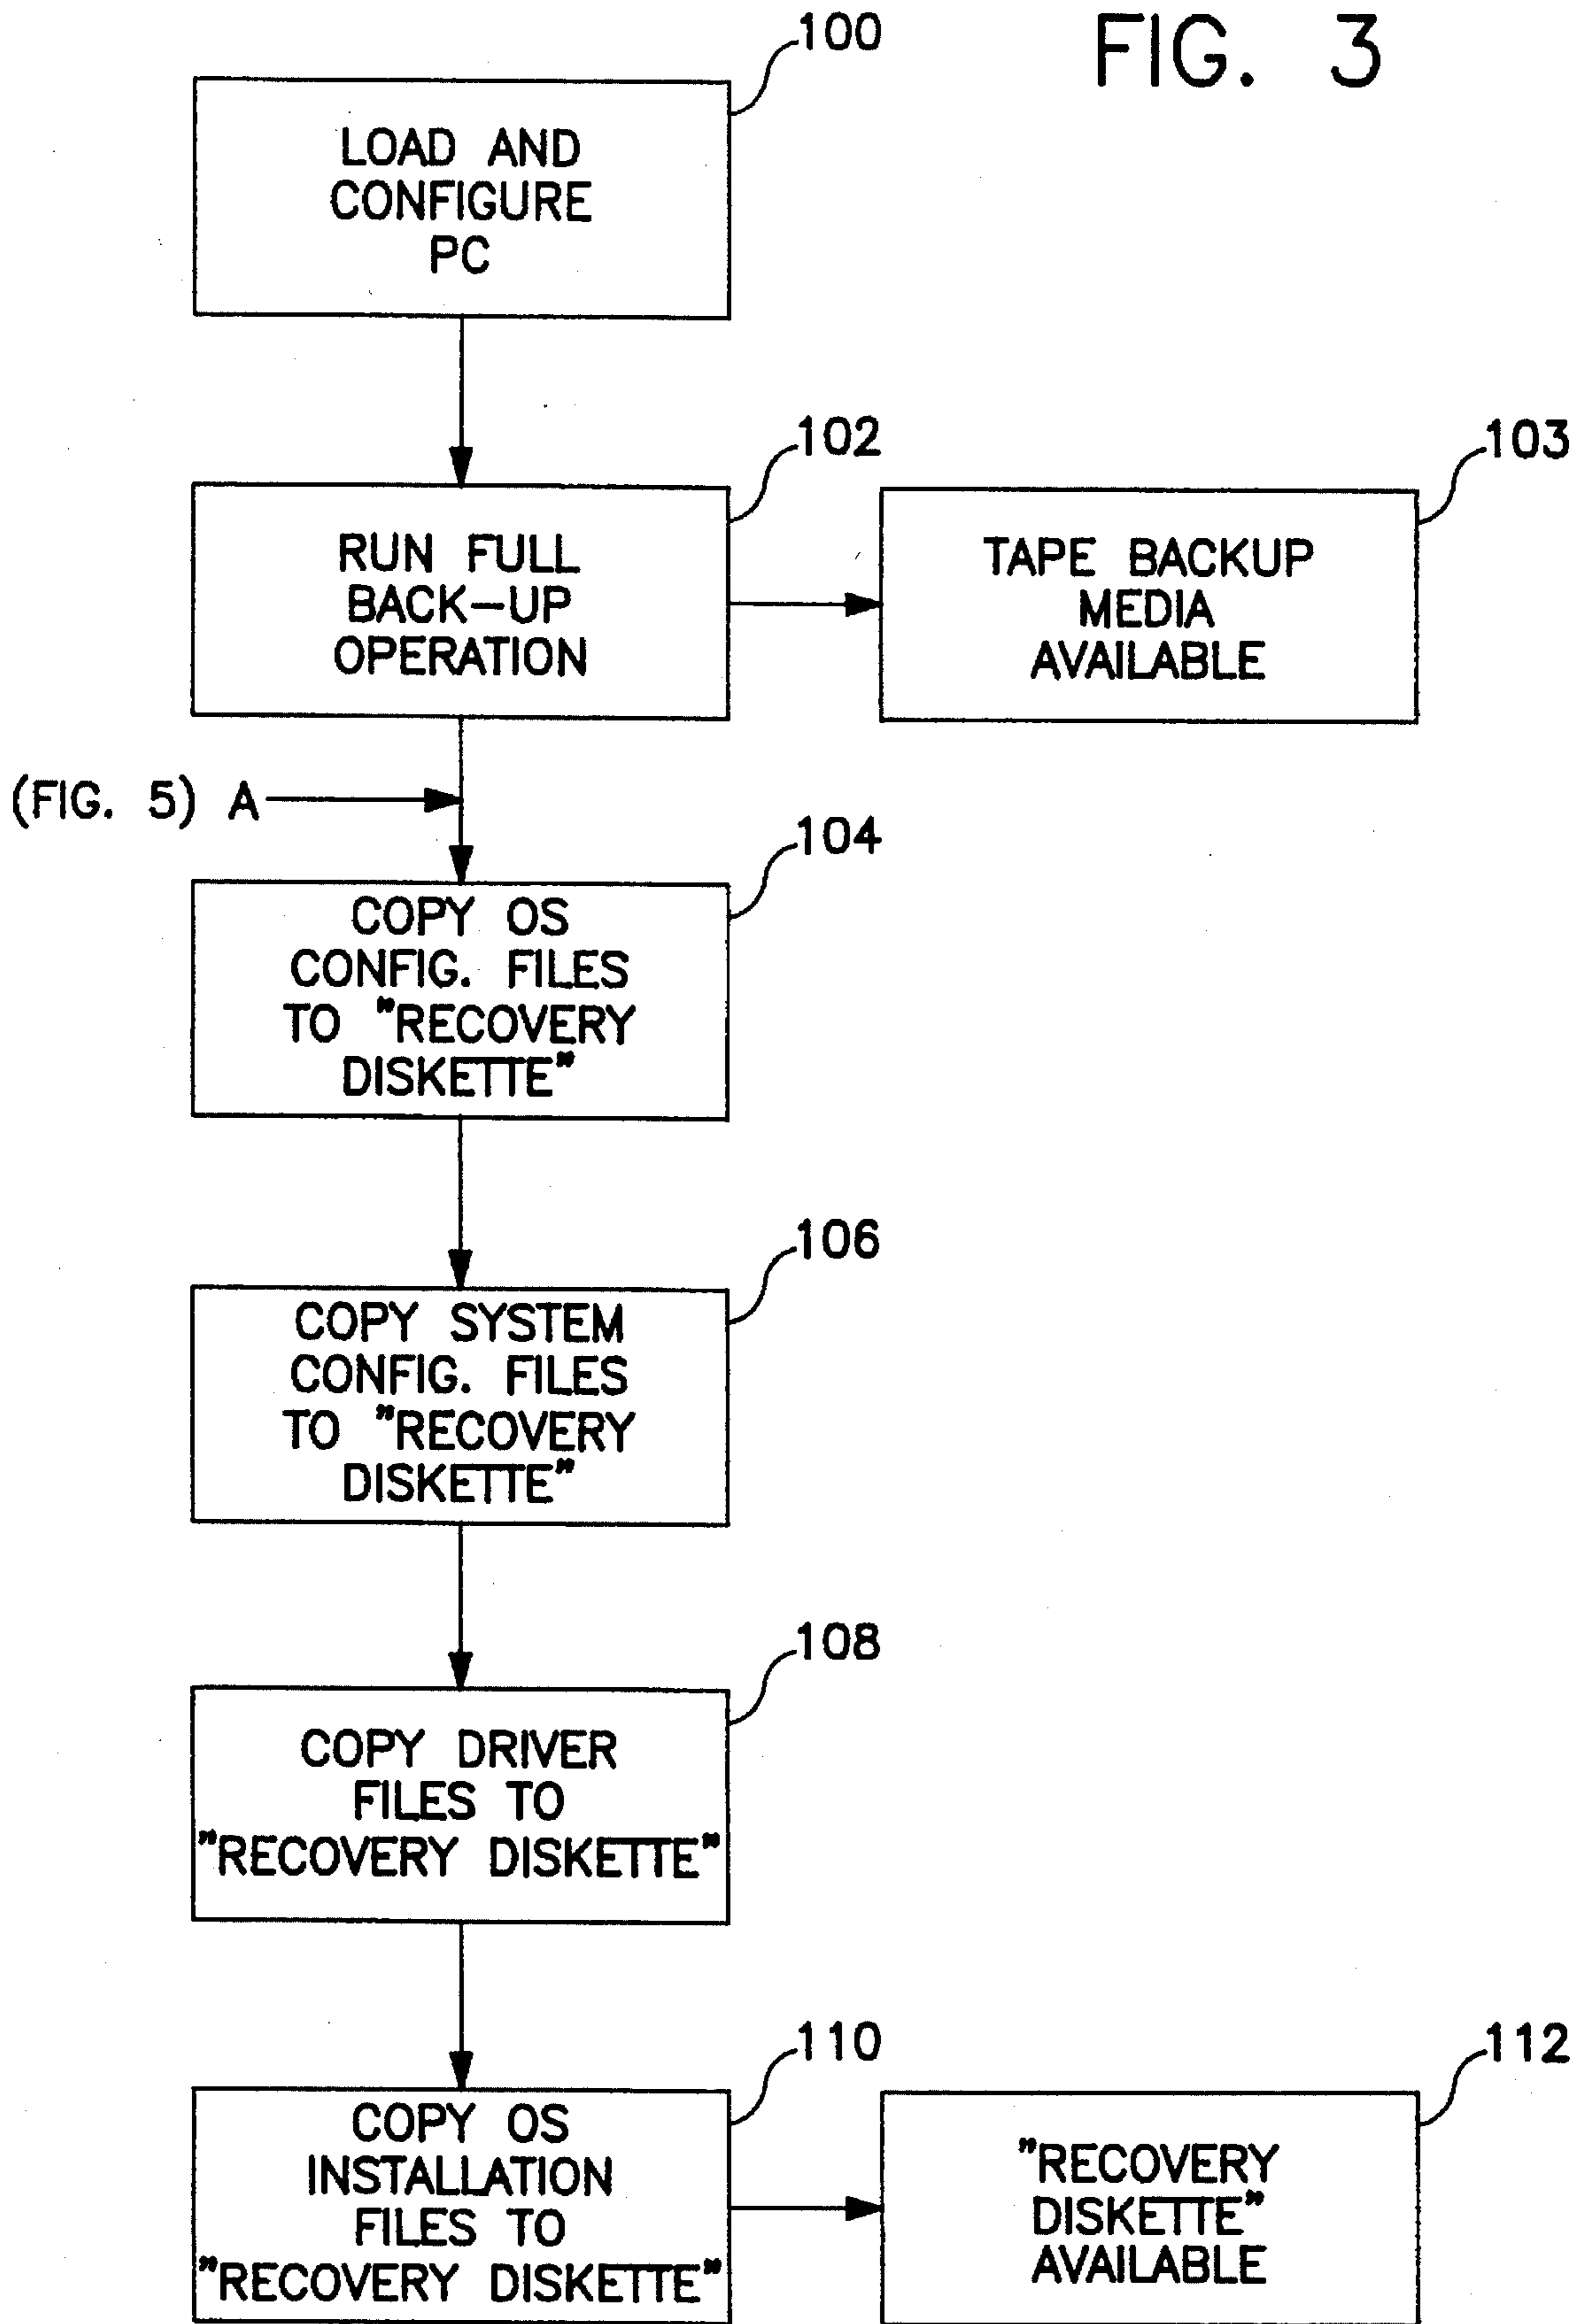 FIG. 3
100
LOAD AND
CONFIGURE
PC
102
RUN FULL
BACK-UP
OPERATION
103
TAPE BACKUP
MEDIA
AVAILABLE
(FIG. 5) A
104
COPY OS
CONFIG. FILES
TO "RECOVERY
DISKETTE"
106
COPY SYSTEM
CONFIG. FILES
TO "RECOVERY
DISKETTE"
108
COPY DRIVER
FILES TO
"RECOVERY DISKETTE"
110
COPY OS
INSTALLATION
FILES TO
"RECOVERY DISKETTE"
112
"RECOVERY
DISKETTE"
AVAILABLE